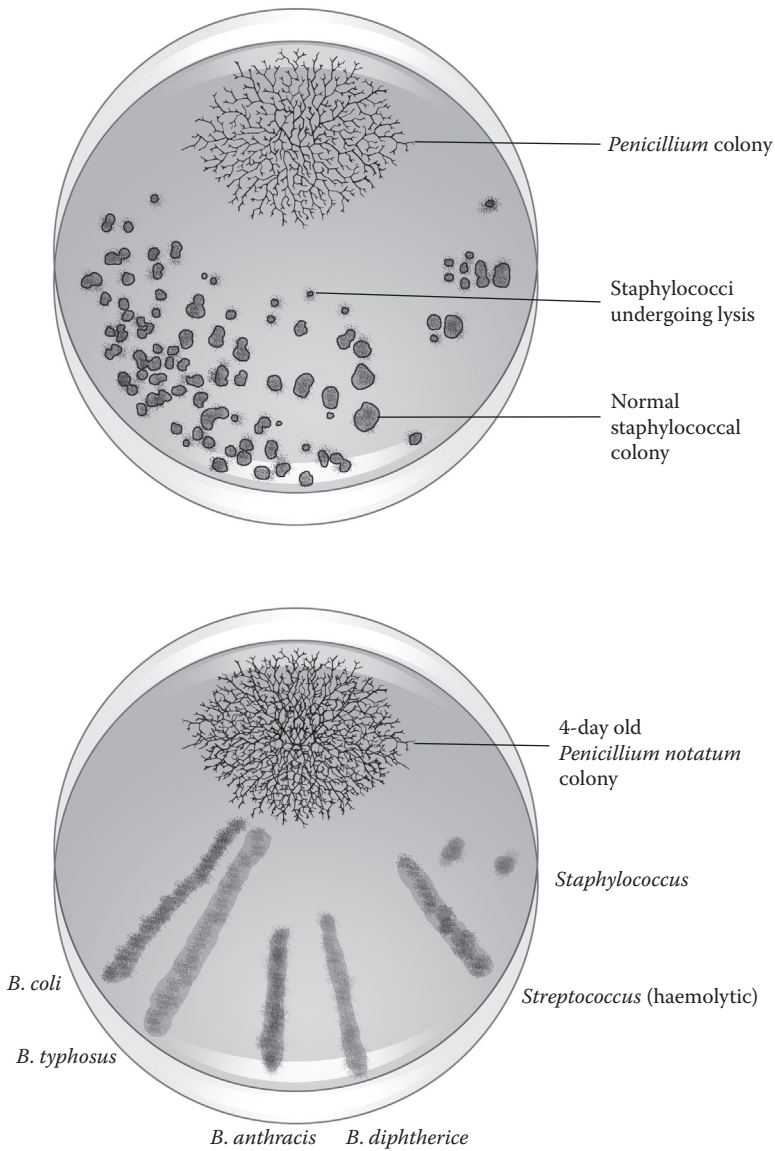 Penicillium colony
Staphylococci
undergoing lysis
Normal
staphylococcal
colony
4-day old
Penicillium notatum
colony
Staphylococcus
B. coli
Streptococcus (haemolytic)
B. typhosus
B. anthracis
B. diphtherice